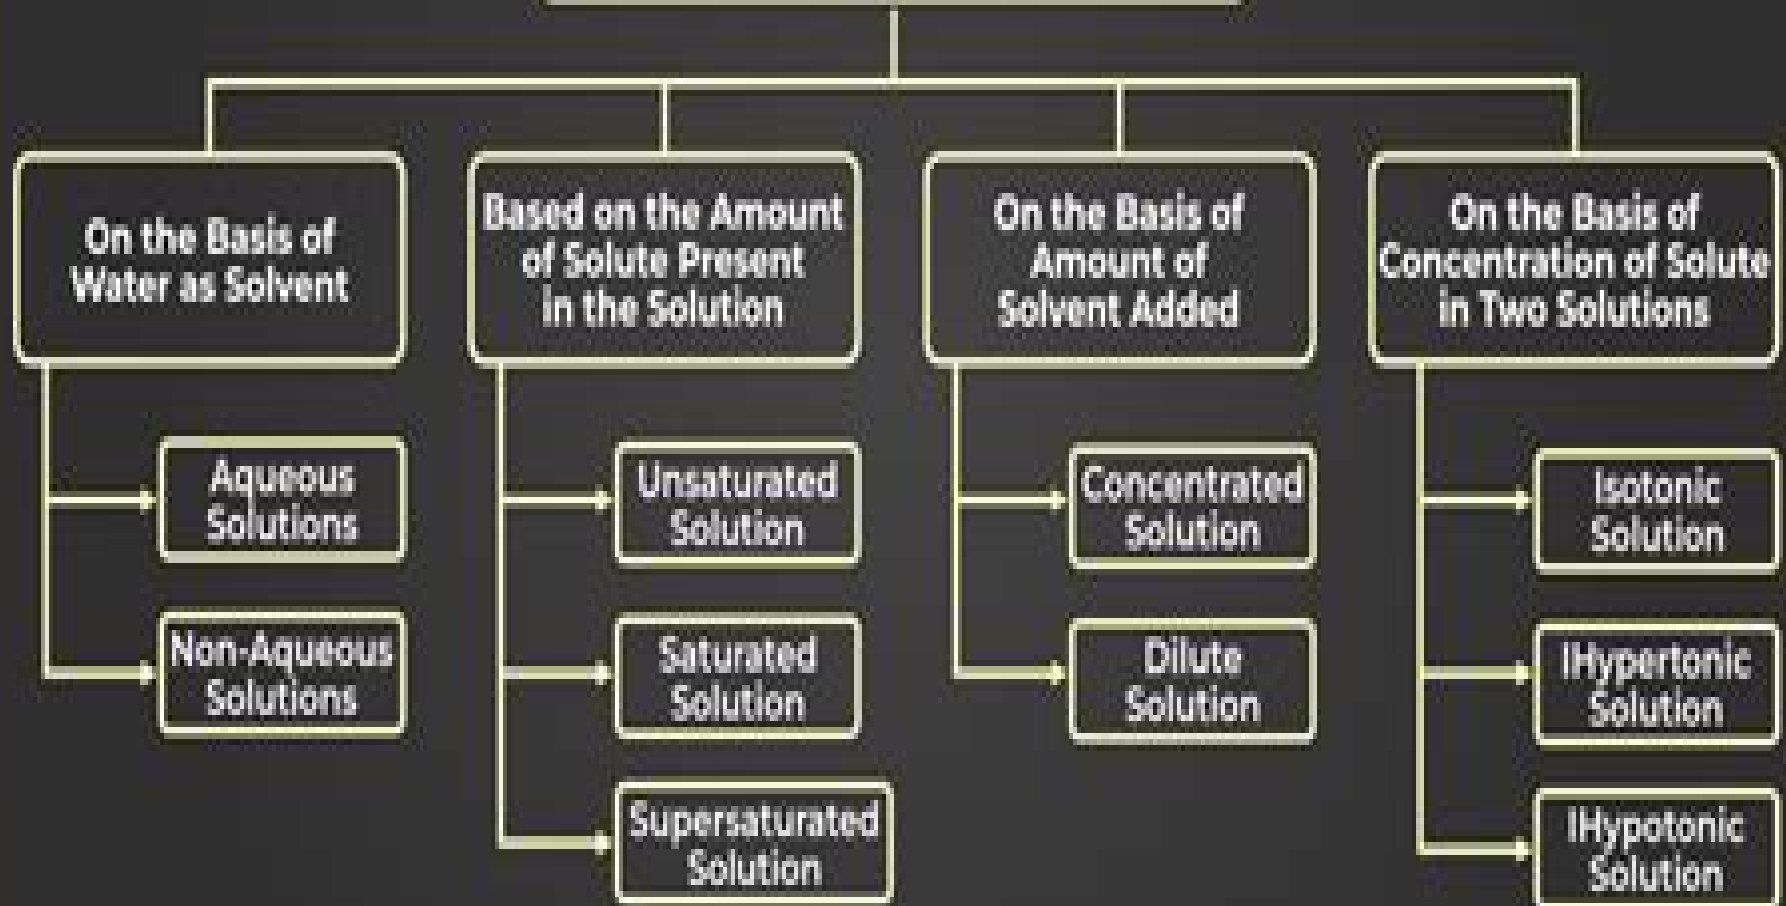 On the Basis of
Water as Solvent
Aqueous
Solutions
Non-Aqueous
Solutions
Based on the Amount
of Solute Present
in the Solution
Unsaturated
Solution
Saturated
Solution
Supersaturated
Solution
On the Basis of
Amount of
Solvent Added
Concentrated
Solution
Dilute
Solution
On the Basis of
Concentration of Solute
in Two Solutions
Isotonic
Solution
IHypertonic
Solution
IHypotonic
Solution